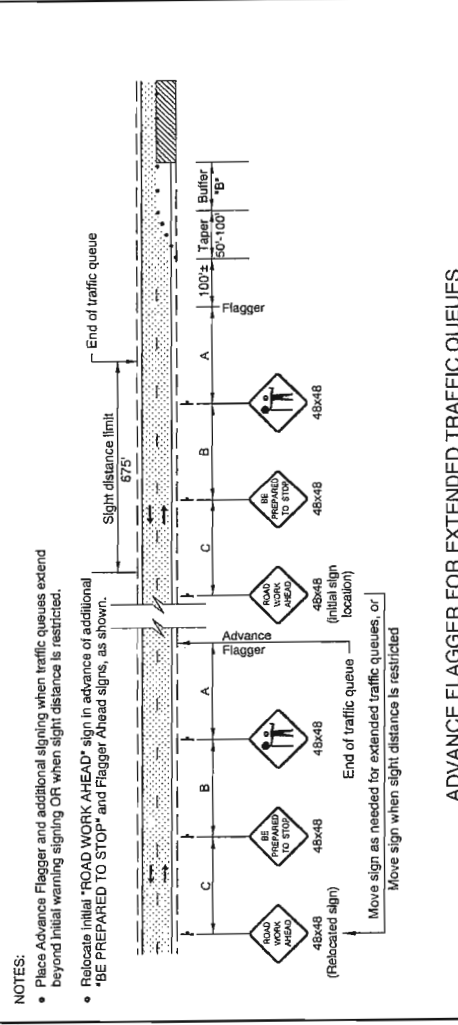 NOTES:
• Place Advance Flagger and additional signing when traffic queues extend
beyond initial warning signing OR when sight distance is restricted.
• Relocate initial "ROAD WORK AHEAD" sign in advance of additional
"BE PREPARED TO STOP" and Flagger Ahead signs, as shown.
End of traffic queue
Sight distance limit
675'
Buffer
"B"
Taper
50'-100'
100'±
Flagger
A
B
C
48x48
BE
PREPARED
TO STOP
48x48
ROAD
WORK
AHEAD
48x48
(Initial sign
location)
Advance
Flagger
A
B
C
End of traffic queue
48x48
BE
PREPARED
TO STOP
48x48
ROAD
WORK
AHEAD
48x48
(Relocated sign)
Move sign as needed for extended traffic queues, or
Move sign when sight distance is restricted
ADVANCE FLAGGER FOR EXTENDED TRAFFIC QUEUES